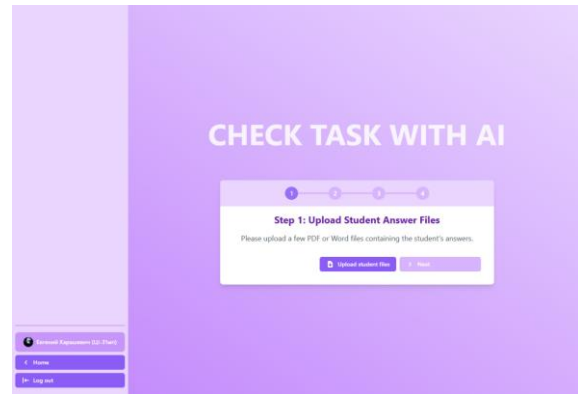 CHECK TASK WITH AI
1 2 3 4
Step 1: Upload Student Answer Files
Please upload a few PDF or Word files containing the student's answers.
Upload student files Next
Евгений
Home
Log out